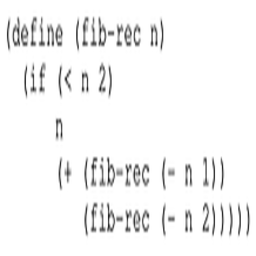 (define (fib-rec n)
(if (< n 2)
n
(+ (fib-rec (- n 1))
(fib-rec (- n 2)))))